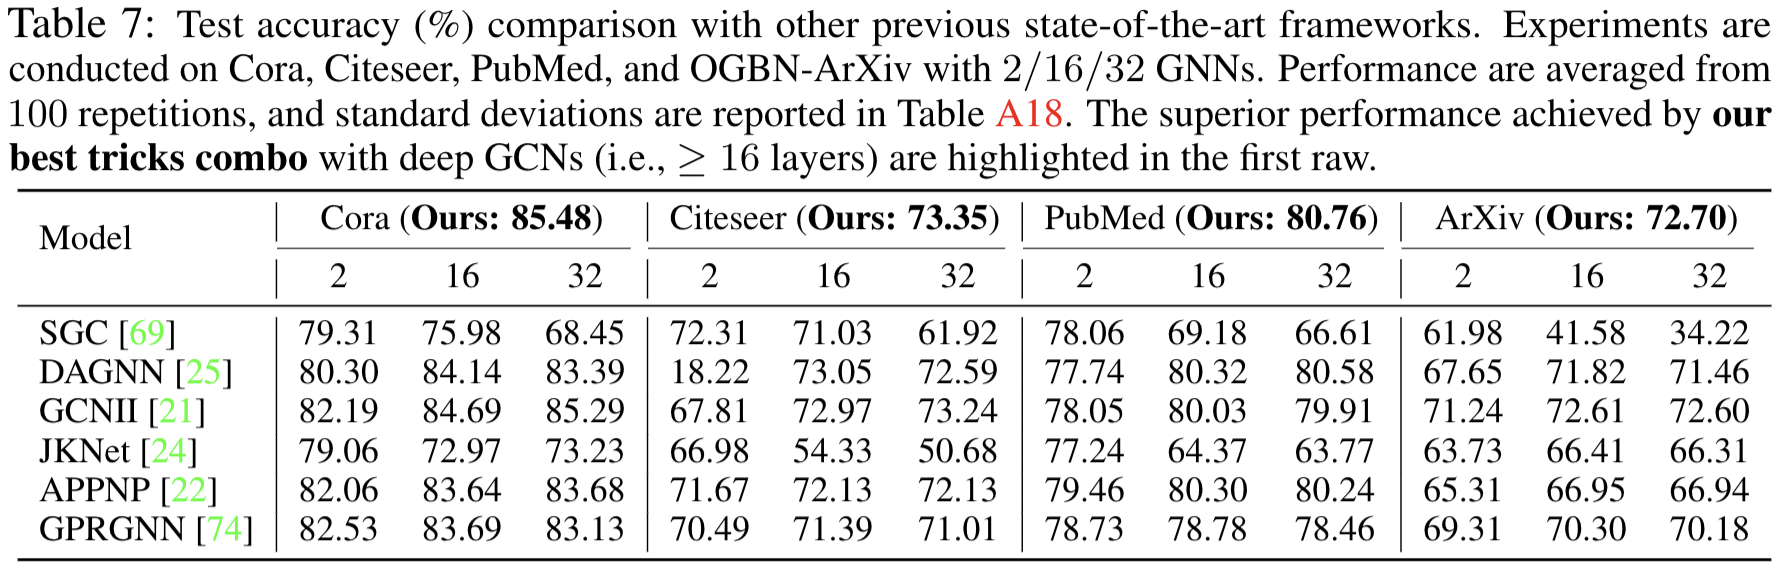 Table 7: Test accuracy (%) comparison with other previous state-of-the-art frameworks. Experiments are
conducted on Cora, Citeseer, PubMed, and OGBN-ArXiv with 2/16/32 GNNs. Performance are averaged from
100 repetitions, and standard deviations are reported in Table A18. The superior performance achieved by our
best tricks combo with deep GCNs (i.e., ≥ 16 layers) are highlighted in the first raw.
Model Cora (Ours: 85.48) Citeseer (Ours: 73.35) PubMed (Ours: 80.76) ArXiv (Ours: 72.70)
2 16 32 2 16 32 2 16 32 2 16 32
SGC [69] 79.31 75.98 68.45 72.31 71.03 61.92 78.06 69.18 66.61 61.98 41.58 34.22
DAGNN [25] 80.30 84.14 83.39 18.22 73.05 72.59 77.74 80.32 80.58 67.65 71.82 71.46
GCNII [21] 82.19 84.69 85.29 67.81 72.97 73.24 78.05 80.03 79.91 71.24 72.61 72.60
JKNet [24] 79.06 72.97 73.23 66.98 54.33 50.68 77.24 64.37 63.77 63.73 66.41 66.31
APPNP [22] 82.06 83.64 83.68 71.67 72.13 72.13 79.46 80.30 80.24 65.31 66.95 66.94
GPRGNN [74] 82.53 83.69 83.13 70.49 71.39 71.01 78.73 78.78 78.46 69.31 70.30 70.18